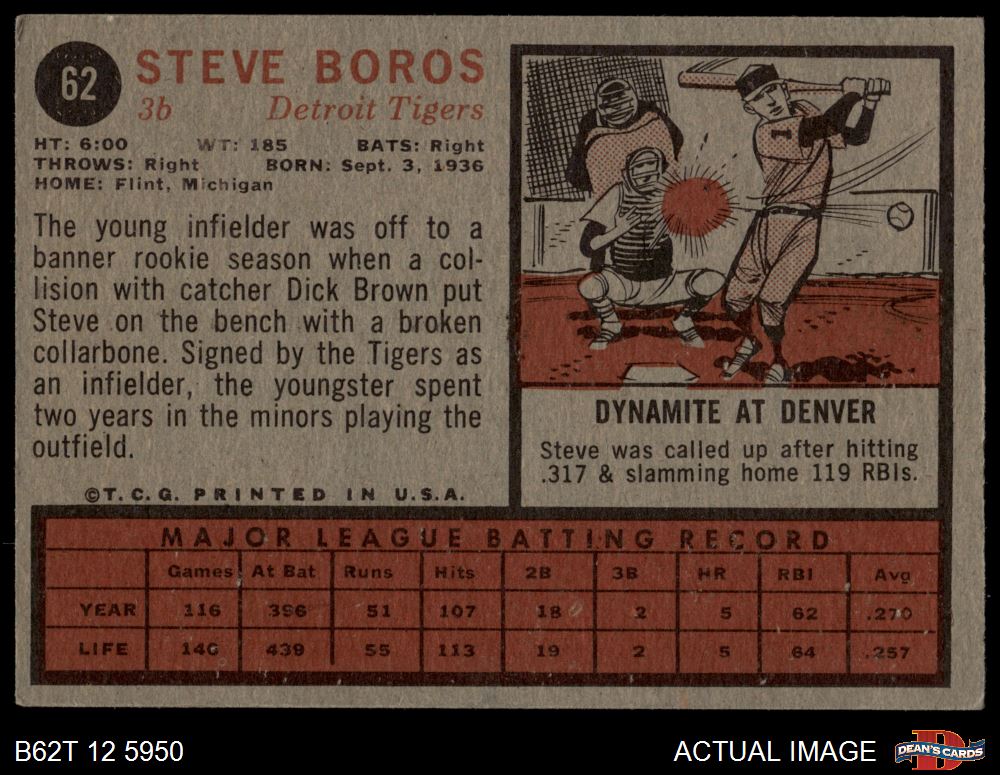 62
STEVE BOROS
3b Detroit Tigers
HT: 6:00 WT: 185 BATS: Right
THROWS: Right BORN: Sept. 3, 1936
HOME: Flint, Michigan
The young infielder was off to a
banner rookie season when a col-
lision with catcher Dick Brown put
Steve on the bench with a broken
collarbone. Signed by the Tigers as
an infielder, the youngster spent
two years in the minors playing the
outfield.
©T.C.G. PRINTED IN U.S.A.
1
DYNAMITE AT DENVER
Steve was called up after hitting
.317 & slamming home 119 RBIs.
MAJOR LEAGUE BATTING RECORD
Games At Bat Runs Hits 2B 3B HR RBI Avg
YEAR 116 396 51 107 18 2 5 62 .270
LIFE 146 439 55 113 19 2 5 64 .257
B62T 12 5950
ACTUAL IMAGE
D
DEAN'S CARDS